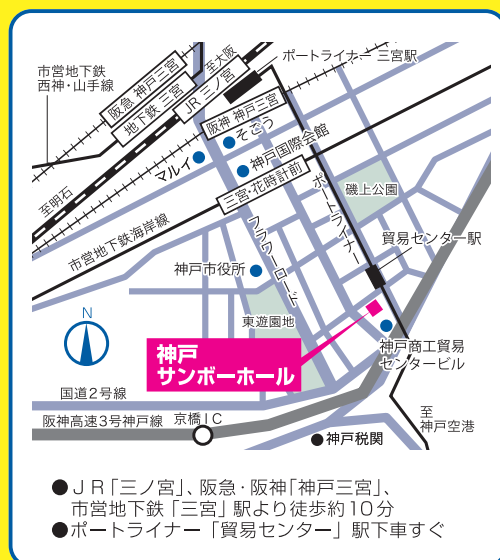 ポートライナー 三宮駅
市営地下鉄
西神・山手線
阪急 神戸三宮
至大阪
地下鉄 三宮
JR 三ノ宮
阪神 神戸三宮
そごう
マルイ
神戸国際会館
三宮・花時計前
至明石
ポートライナー
磯上公園
市営地下鉄海岸線
フラワーロード
貿易センター駅
神戸市役所
東遊園地
N
神戸
サンボーホール
神戸商工貿易
センタービル
国道2号線
阪神高速3号神戸線
京橋IC
至
神戸空港
●神戸税関
●JR「三ノ宮」、阪急・阪神「神戸三宮」、
市営地下鉄「三宮」駅より徒歩約10分
●ポートライナー「貿易センター」駅下車すぐ